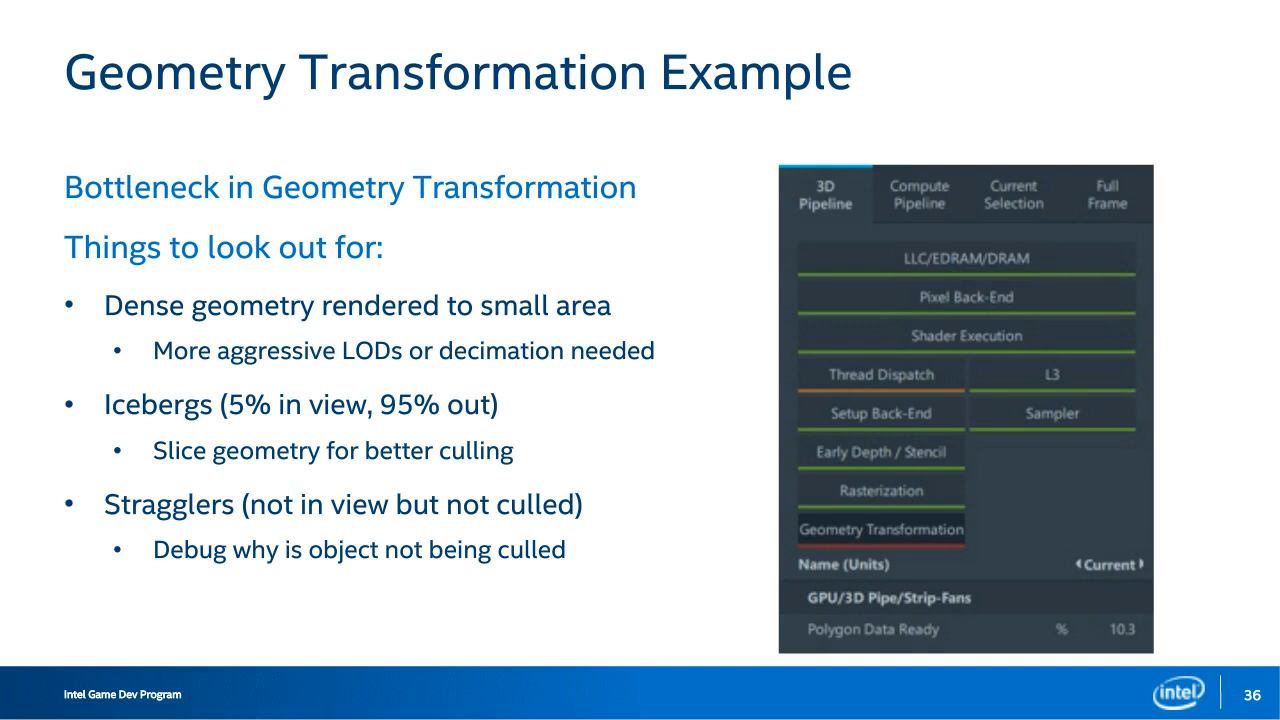 Geometry Transformation Example
Bottleneck in Geometry Transformation
Things to look out for:
• Dense geometry rendered to small area
• More aggressive LODs or decimation needed
• Icebergs (5% in view, 95% out)
• Slice geometry for better culling
• Stragglers (not in view but not culled)
• Debug why is object not being culled
3D Pipeline
Compute Pipeline
Current Selection
Full Frame
LLC/EDRAM/DRAM
Pixel Back-End
Shader Execution
Thread Dispatch L3
Setup Back-End Sampler
Early Depth / Stencil
Rasterization
Geometry Transformation
Name (Units) Current
GPU/3D Pipe/Strip-Fans
Polygon Data Ready % 10.3
Intel Game Dev Program
intel
36